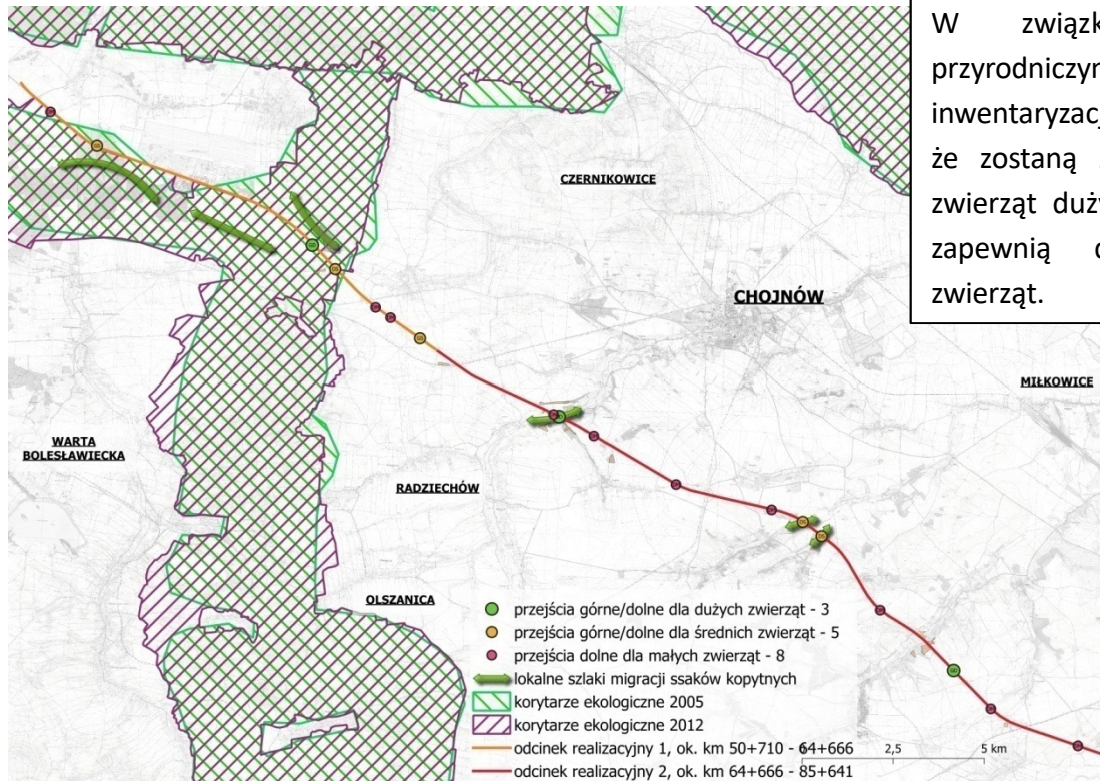 W związk
przyrodniczyr
inwentaryzacj
że zostaną
zwierząt duży
zapewnią
zwierząt.
CZERNIKOWICE
CHOJNÓW
MIŁKOWICE
WARTA
BOLESŁAWIECKA
RADZIECHÓW
OLSZANICA
przejścia górne/dolne dla dużych zwierząt - 3
przejścia górne/dolne dla średnich zwierząt - 5
przejścia dolne dla małych zwierząt - 8
lokalne szlaki migracji ssaków kopytnych
korytarze ekologiczne 2005
korytarze ekologiczne 2012
odcinek realizacyjny 1, ok. km 50+710 - 64+666
2,5 5 km
odcinek realizacyjny 2, ok. km 64+666 - 85+641